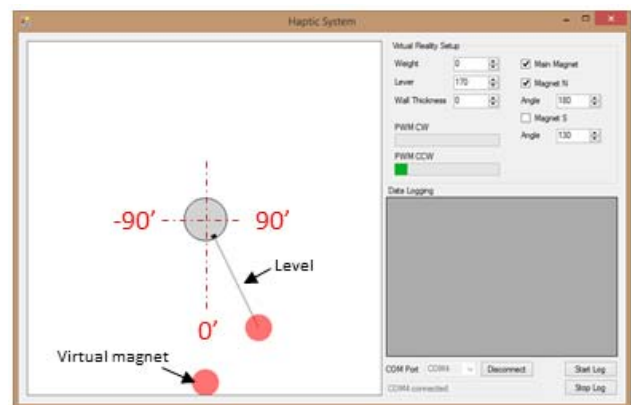 Haptic System
Virtual Reality Setup
Weight 0
Main Magnet
Lever 170
Magnet N
Wall Thickness 0
Angle 180
Magnet S
PWM CW
Angle 130
PWM CCW
Data Logging
-90'
90'
Level
0'
Virtual magnet
COM Port COM4 Disconnect Start Log
COM4 connected. Stop Log